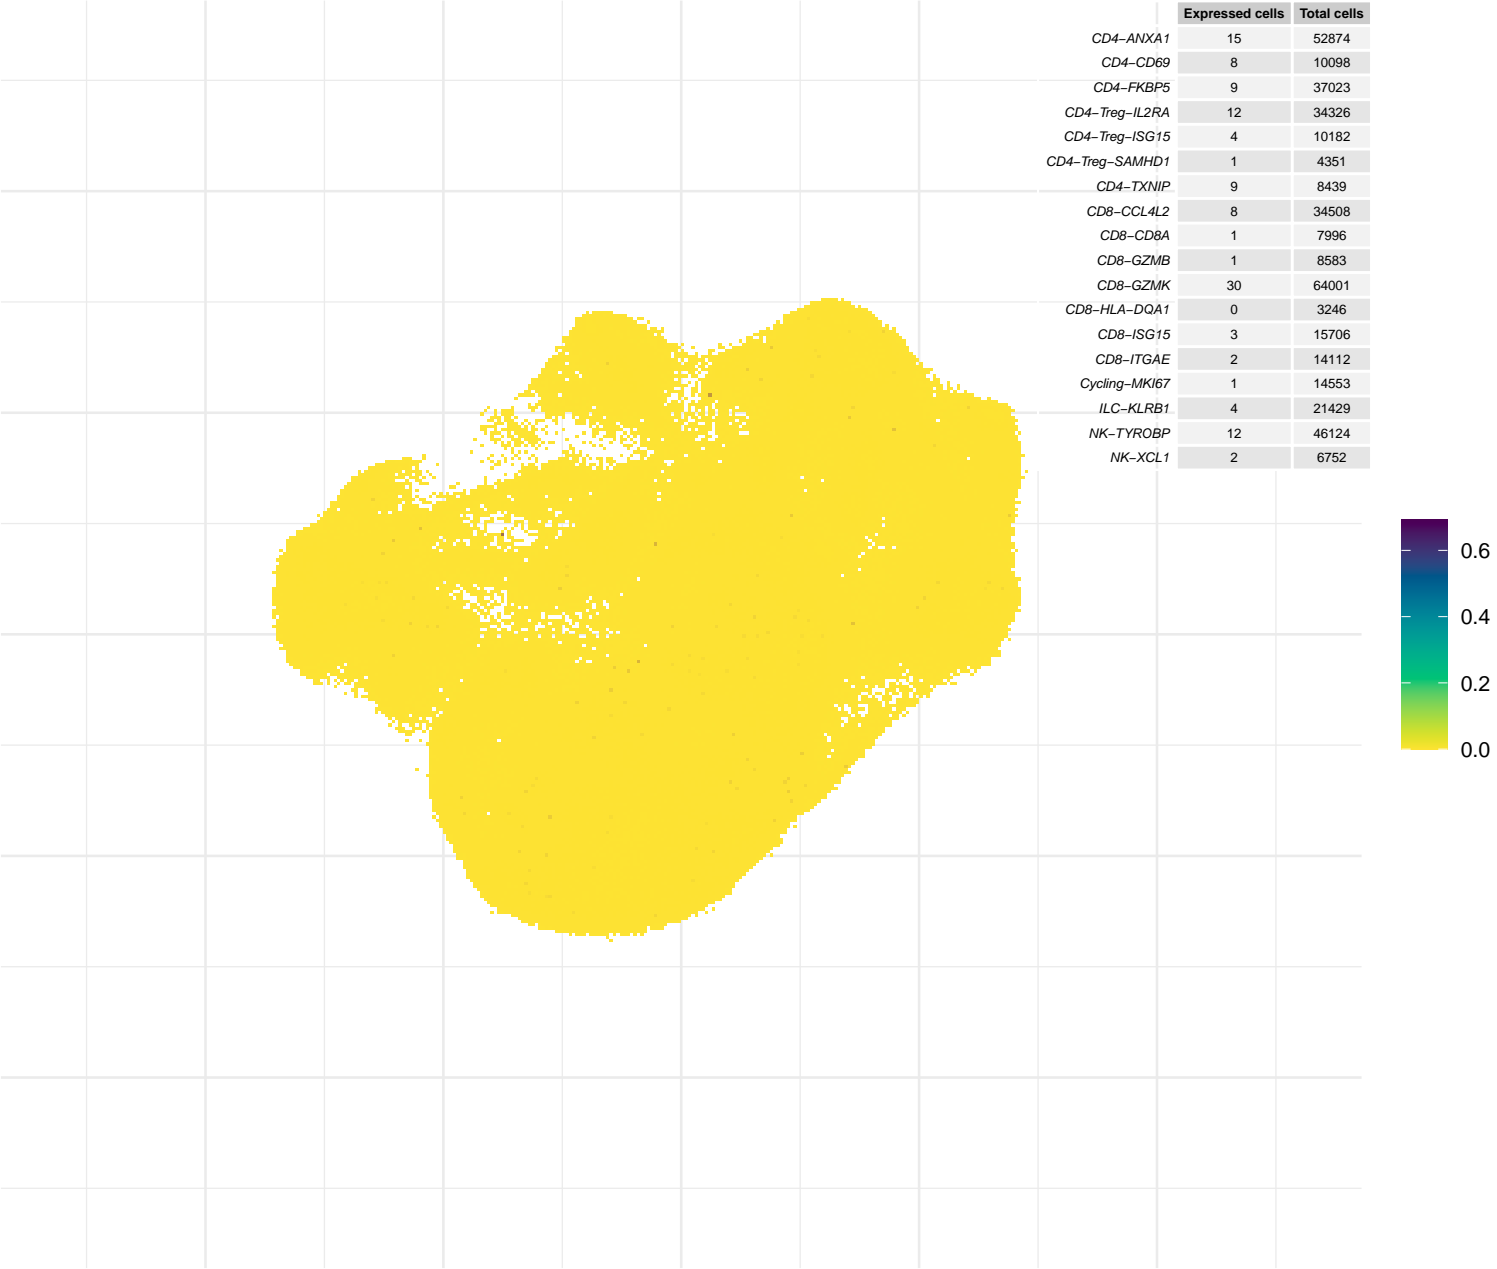 Expressed cells Total cells
CD4−ANXA1 15 52874
CD4−CD69 8 10098
CD4−FKBP5 9 37023
CD4−Treg−IL2RA 12 34326
CD4−Treg−ISG15 4 10182
CD4−Treg−SAMHD1 1 4351
CD4−TXNIP 9 8439
CD8−CCL4L2 8 34508
CD8−CD8A 1 7996
CD8−GZMB 1 8583
CD8−GZMK 30 64001
CD8−HLA−DQA1 0 3246
CD8−ISG15 3 15706
CD8−ITGAE 2 14112
Cycling−MKI67 1 14553
ILC−KLRB1 4 21429
NK−TYROBP 12 46124
NK−XCL1 2 6752
0.6
0.4
0.2
0.0